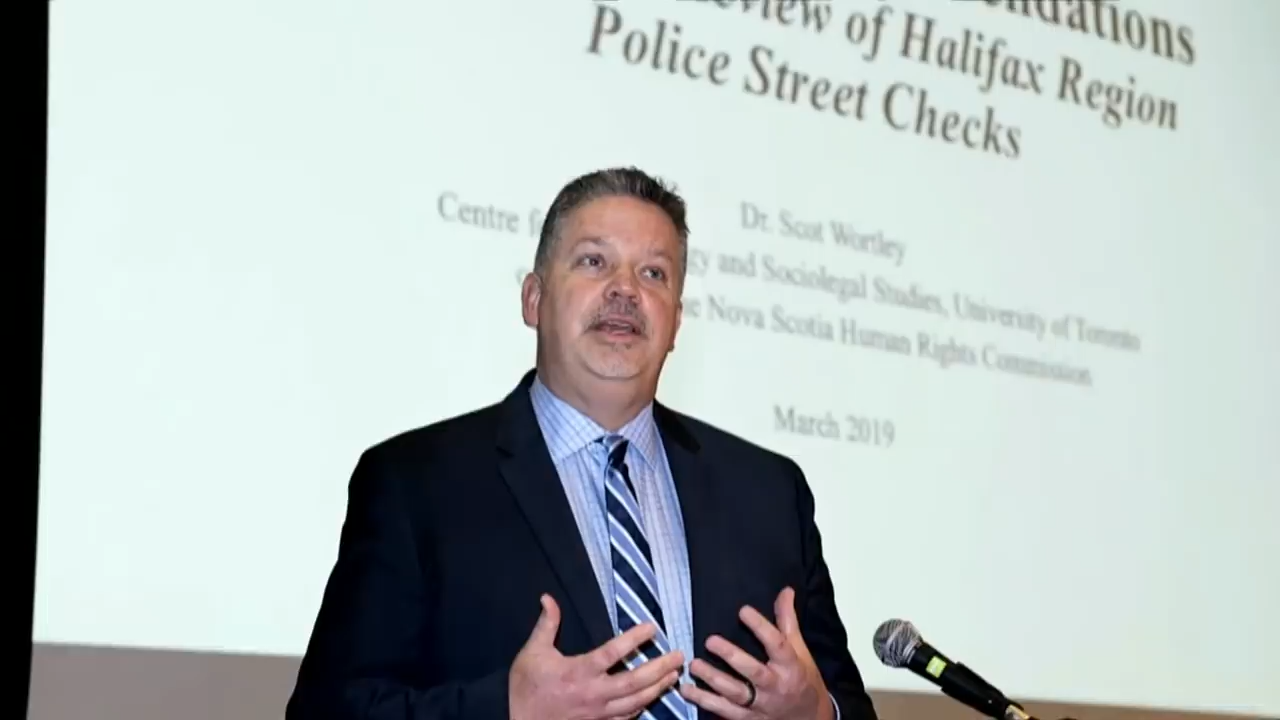 Review of Halifax Region
Police Street Checks
Dr. Scot Wortley
Centre and Sociolegal Studies, University of Toronto
Nova Scotia Human Rights Commission
March 2019